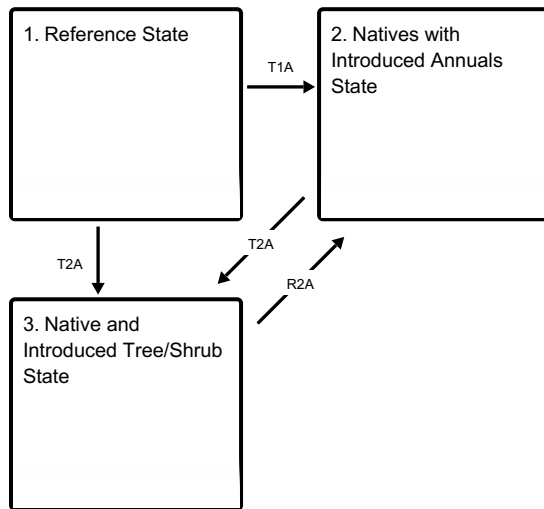 1. Reference State
2. Natives with
Introduced Annuals
State
T1A
T2A
T2A
R2A
3. Native and
Introduced Tree/Shrub
State